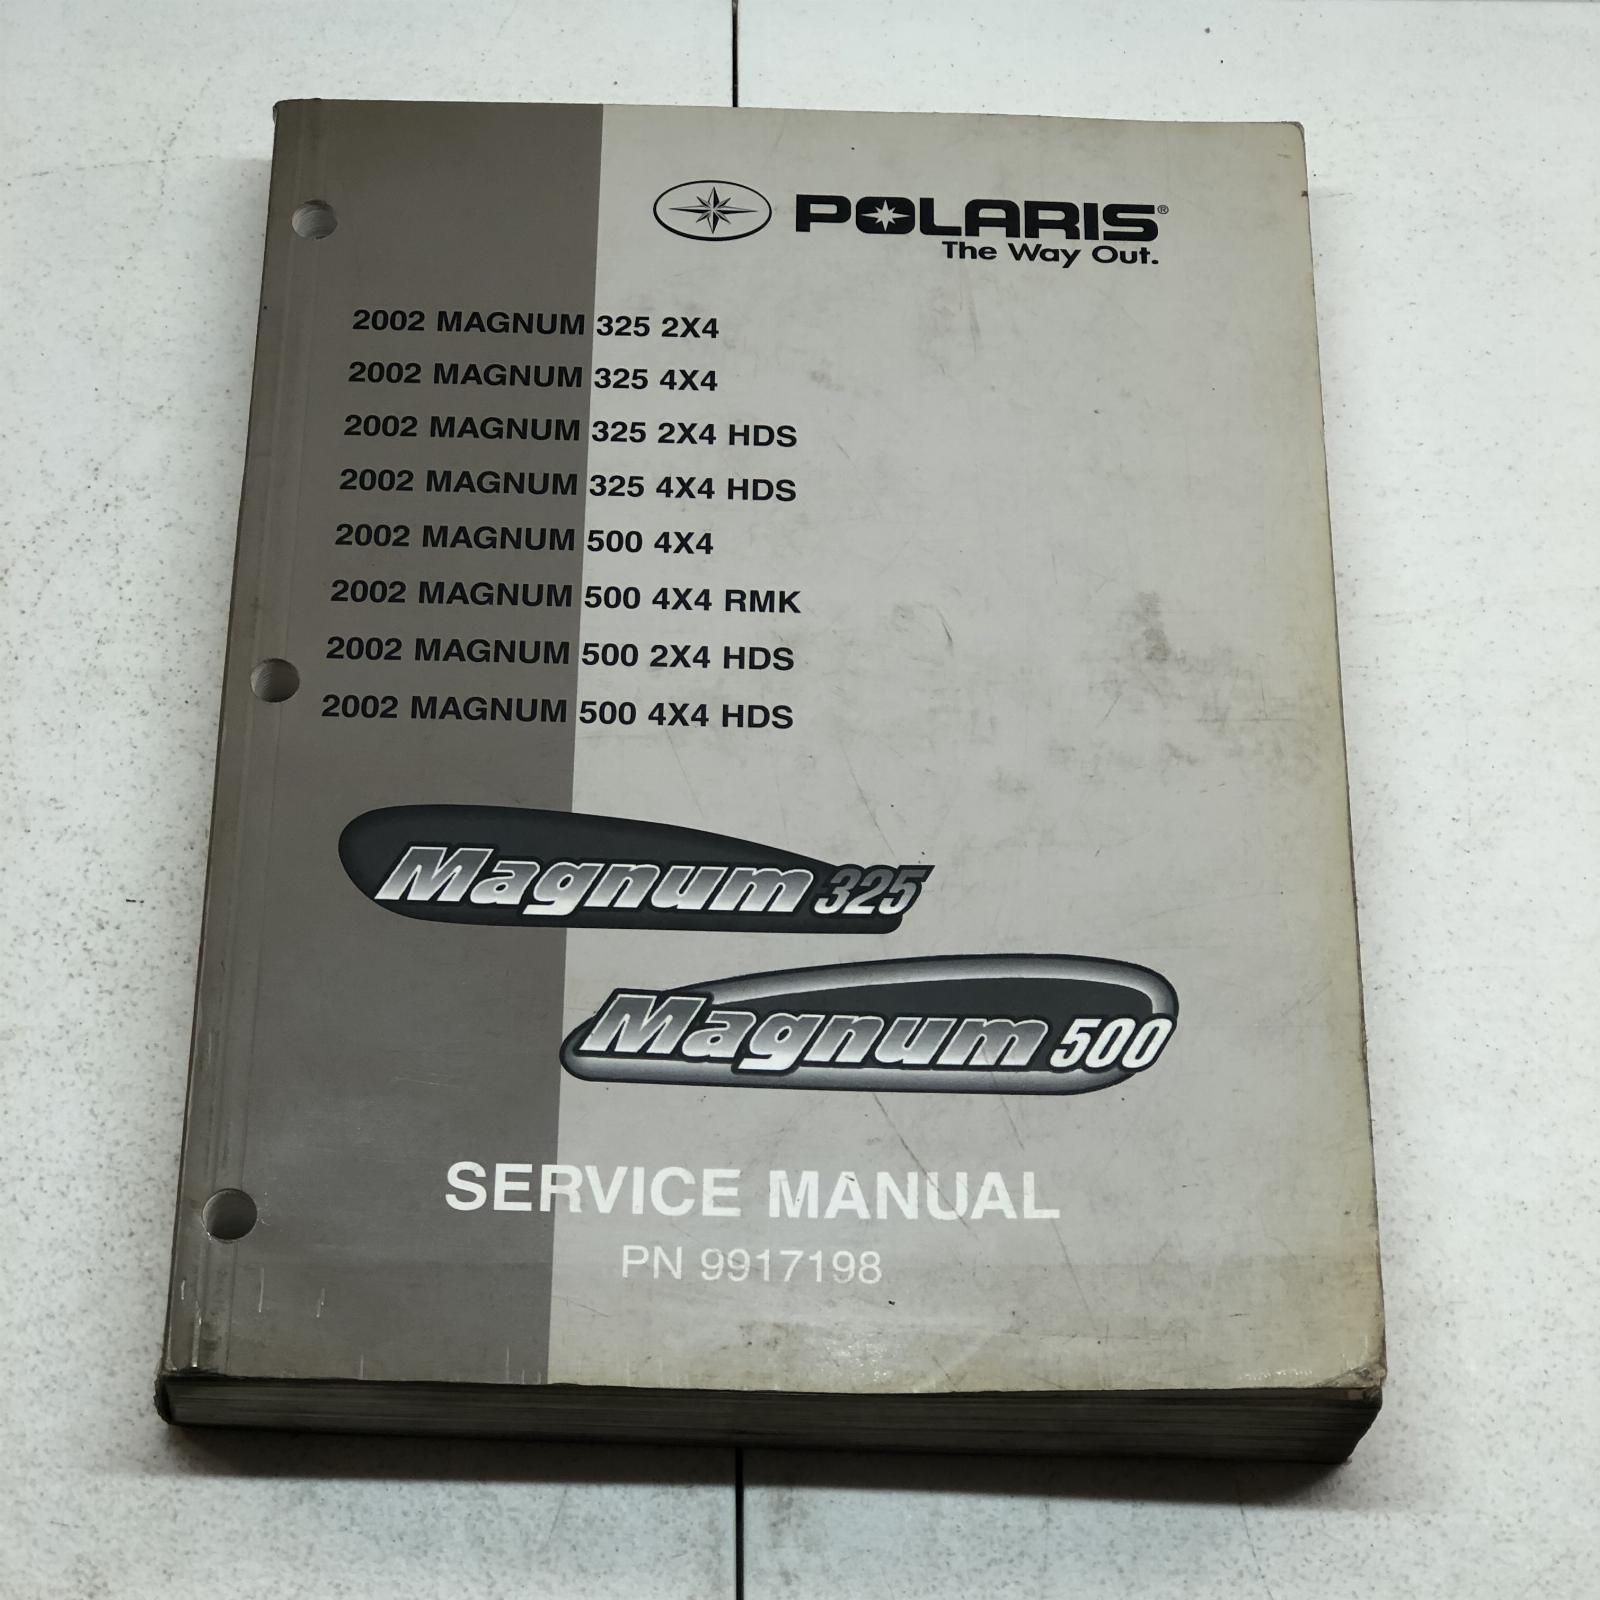 POLARIS®
The Way Out.
2002 MAGNUM 325 2X4
2002 MAGNUM 325 4X4
2002 MAGNUM 325 2X4 HDS
2002 MAGNUM 325 4X4 HDS
2002 MAGNUM 500 4X4
2002 MAGNUM 500 4X4 RMK
2002 MAGNUM 500 2X4 HDS
2002 MAGNUM 500 4X4 HDS
Magnum 325
Magnum 500
SERVICE MANUAL
PN 9917198